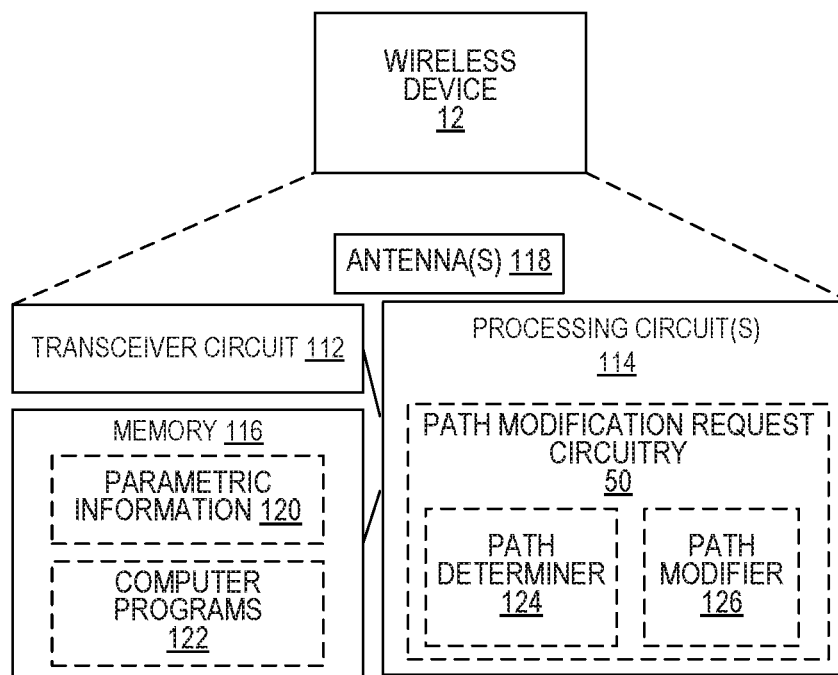 WIRELESS
DEVICE
12
ANTENNA(S) 118
TRANSCEIVER CIRCUIT 112
MEMORY 116
PARAMETRIC
INFORMATION 120
COMPUTER
PROGRAMS
122
PROCESSING CIRCUIT(S)
114
PATH MODIFICATION REQUEST
CIRCUITRY
50
PATH
DETERMINER
124
PATH
MODIFIER
126